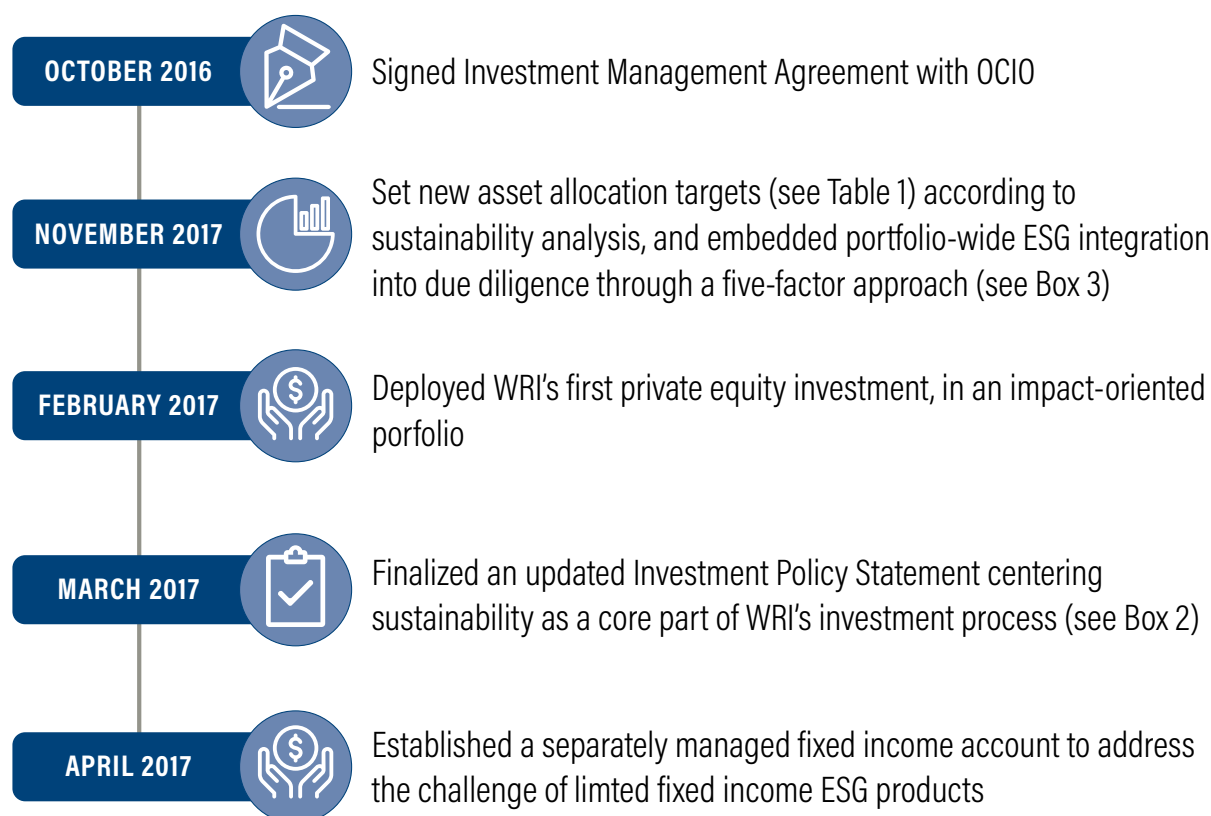 OCTOBER 2016
Signed Investment Management Agreement with OCIO
NOVEMBER 2017
Set new asset allocation targets (see Table 1) according to
sustainability analysis, and embedded portfolio-wide ESG integration
into due diligence through a five-factor approach (see Box 3)
FEBRUARY 2017
Deployed WRI’s first private equity investment, in an impact-oriented
porfolio
MARCH 2017
Finalized an updated Investment Policy Statement centering
sustainability as a core part of WRI’s investment process (see Box 2)
APRIL 2017
Established a separately managed fixed income account to address
the challenge of limted fixed income ESG products